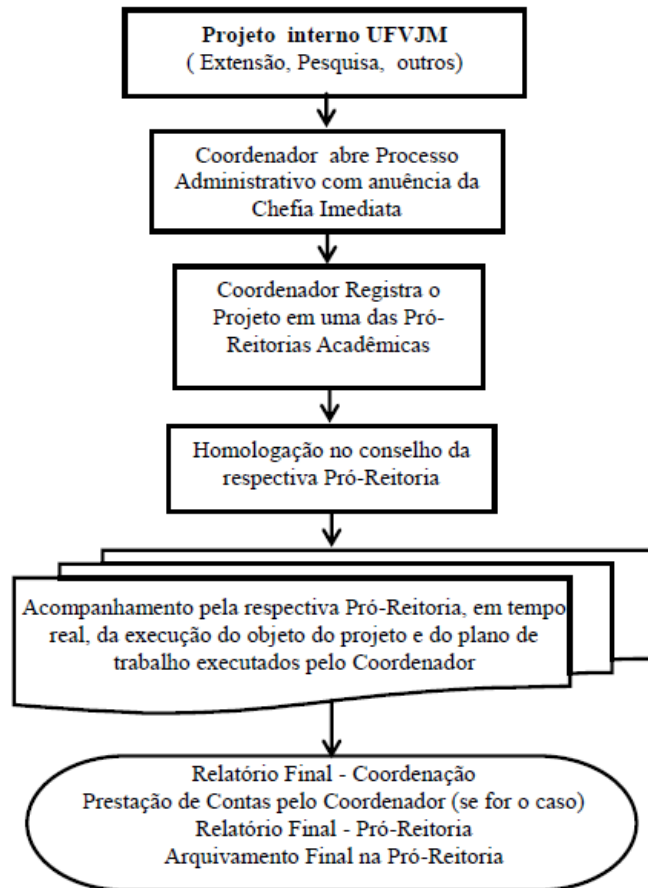 Projeto interno UFVJM
( Extensão, Pesquisa, outros)
Coordenador abre Processo
Administrativo com anuência da
Chefia Imediata
Coordenador Registra o
Projeto em uma das Pró-
Reitorias Acadêmicas
Homologação no conselho da
respectiva Pró-Reitoria
Acompanhamento pela respectiva Pró-Reitoria, em tempo
real, da execução do objeto do projeto e do plano de
trabalho executados pelo Coordenador
Relatório Final - Coordenação
Prestação de Contas pelo Coordenador (se for o caso)
Relatório Final - Pró-Reitoria
Arquivamento Final na Pró-Reitoria